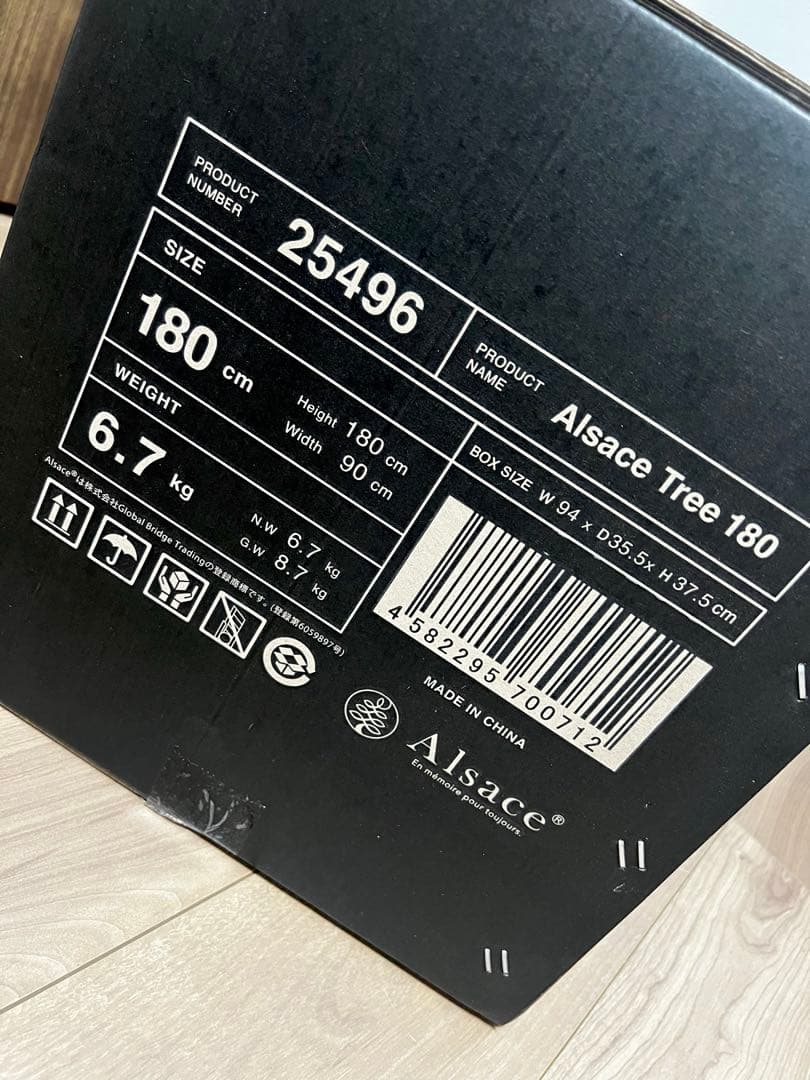 PRODUCT
NUMBER
25496
PRODUCT
NAME
Alsace Tree 180
SIZE
180 cm
Height 180 cm
Width 90 cm
WEIGHT
6.7 kg
N.W 6.7 kg
G.W 8.7 kg
BOX SIZE W 94 x D35.5x H 37.5cm
4 582295 700712
Alsace®は株式会社Global Bridge Tradingの登録商標です。(登録第6059897号)
MADE IN CHINA
Alsace®
En mémoire pour toujours.